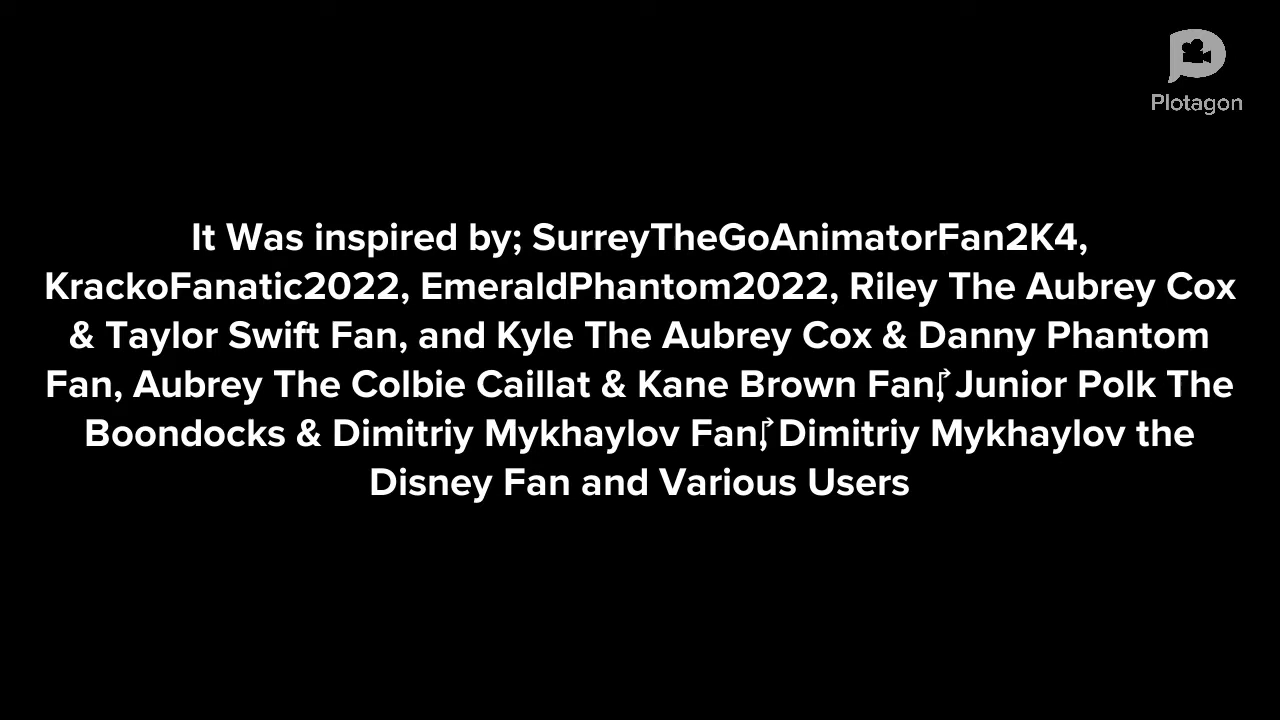 Plotagon
It Was inspired by; SurreyTheGoAnimatorFan2K4,
KrackoFanatic2022, EmeraldPhantom2022, Riley The Aubrey Cox
& Taylor Swift Fan, and Kyle The Aubrey Cox & Danny Phantom
Fan, Aubrey The Colbie Caillat & Kane Brown Fan, Junior Polk The
Boondocks & Dimitriy Mykhaylov Fan, Dimitriy Mykhaylov the
Disney Fan and Various Users